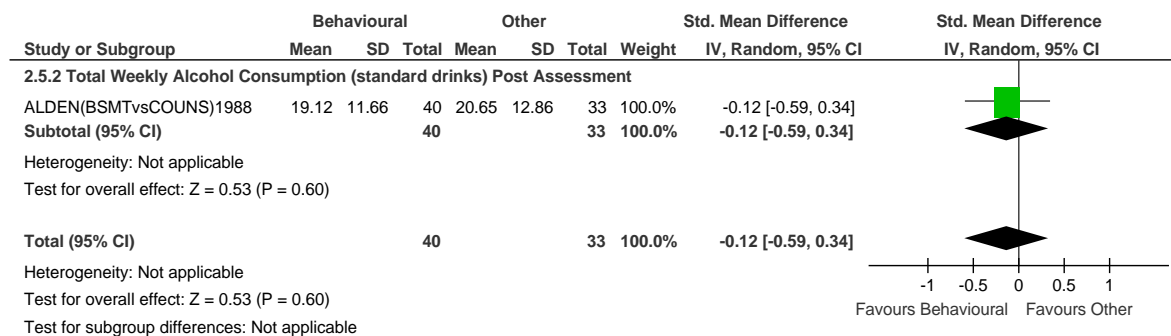 Behavioural Other Std. Mean Difference Std. Mean Difference
Study or Subgroup Mean SD Total Mean SD Total Weight IV, Random, 95% CI IV, Random, 95% CI
2.5.2 Total Weekly Alcohol Consumption (standard drinks) Post Assessment
ALDEN(BSMTvsCOUNS)1988 19.12 11.66 40 20.65 12.86 33 100.0% -0.12 [-0.59, 0.34]
Subtotal (95% CI) 40 33 100.0% -0.12 [-0.59, 0.34]
Heterogeneity: Not applicable
Test for overall effect: Z = 0.53 (P = 0.60)
Total (95% CI) 40 33 100.0% -0.12 [-0.59, 0.34]
Heterogeneity: Not applicable
Test for overall effect: Z = 0.53 (P = 0.60)
Test for subgroup differences: Not applicable
-1 -0.5 0 0.5 1
Favours Behavioural Favours Other